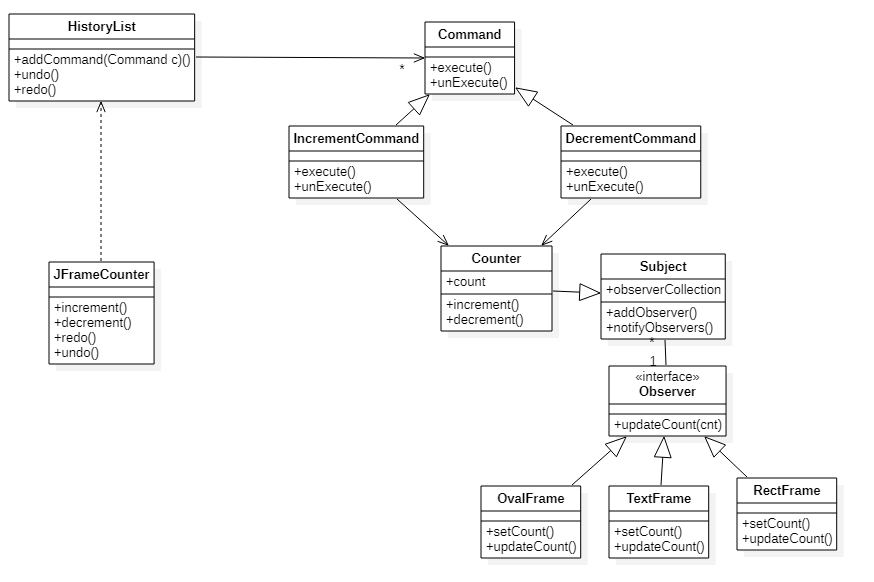 HistoryList
+addCommand(Command c)()
+undo()
+redo()
Command
+execute()
+unExecute()
*
IncrementCommand
+execute()
+unExecute()
DecrementCommand
+execute()
+unExecute()
JFrameCounter
+increment()
+decrement()
+redo()
+undo()
Counter
+count
+increment()
+decrement()
Subject
+observerCollection
+addObserver()
+notifyObservers()
*
1
«interface»
Observer
+updateCount(cnt)
OvalFrame
+setCount()
+updateCount()
TextFrame
+setCount()
+updateCount()
RectFrame
+setCount()
+updateCount()